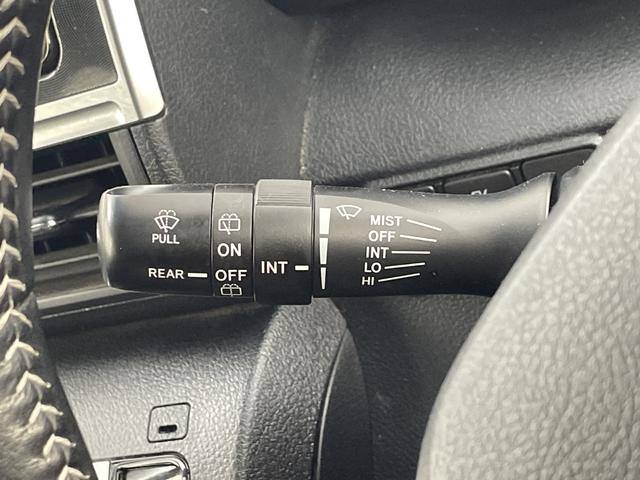 PULL
REAR
ON
OFF
INT
MIST
OFF
INT
LO
HI